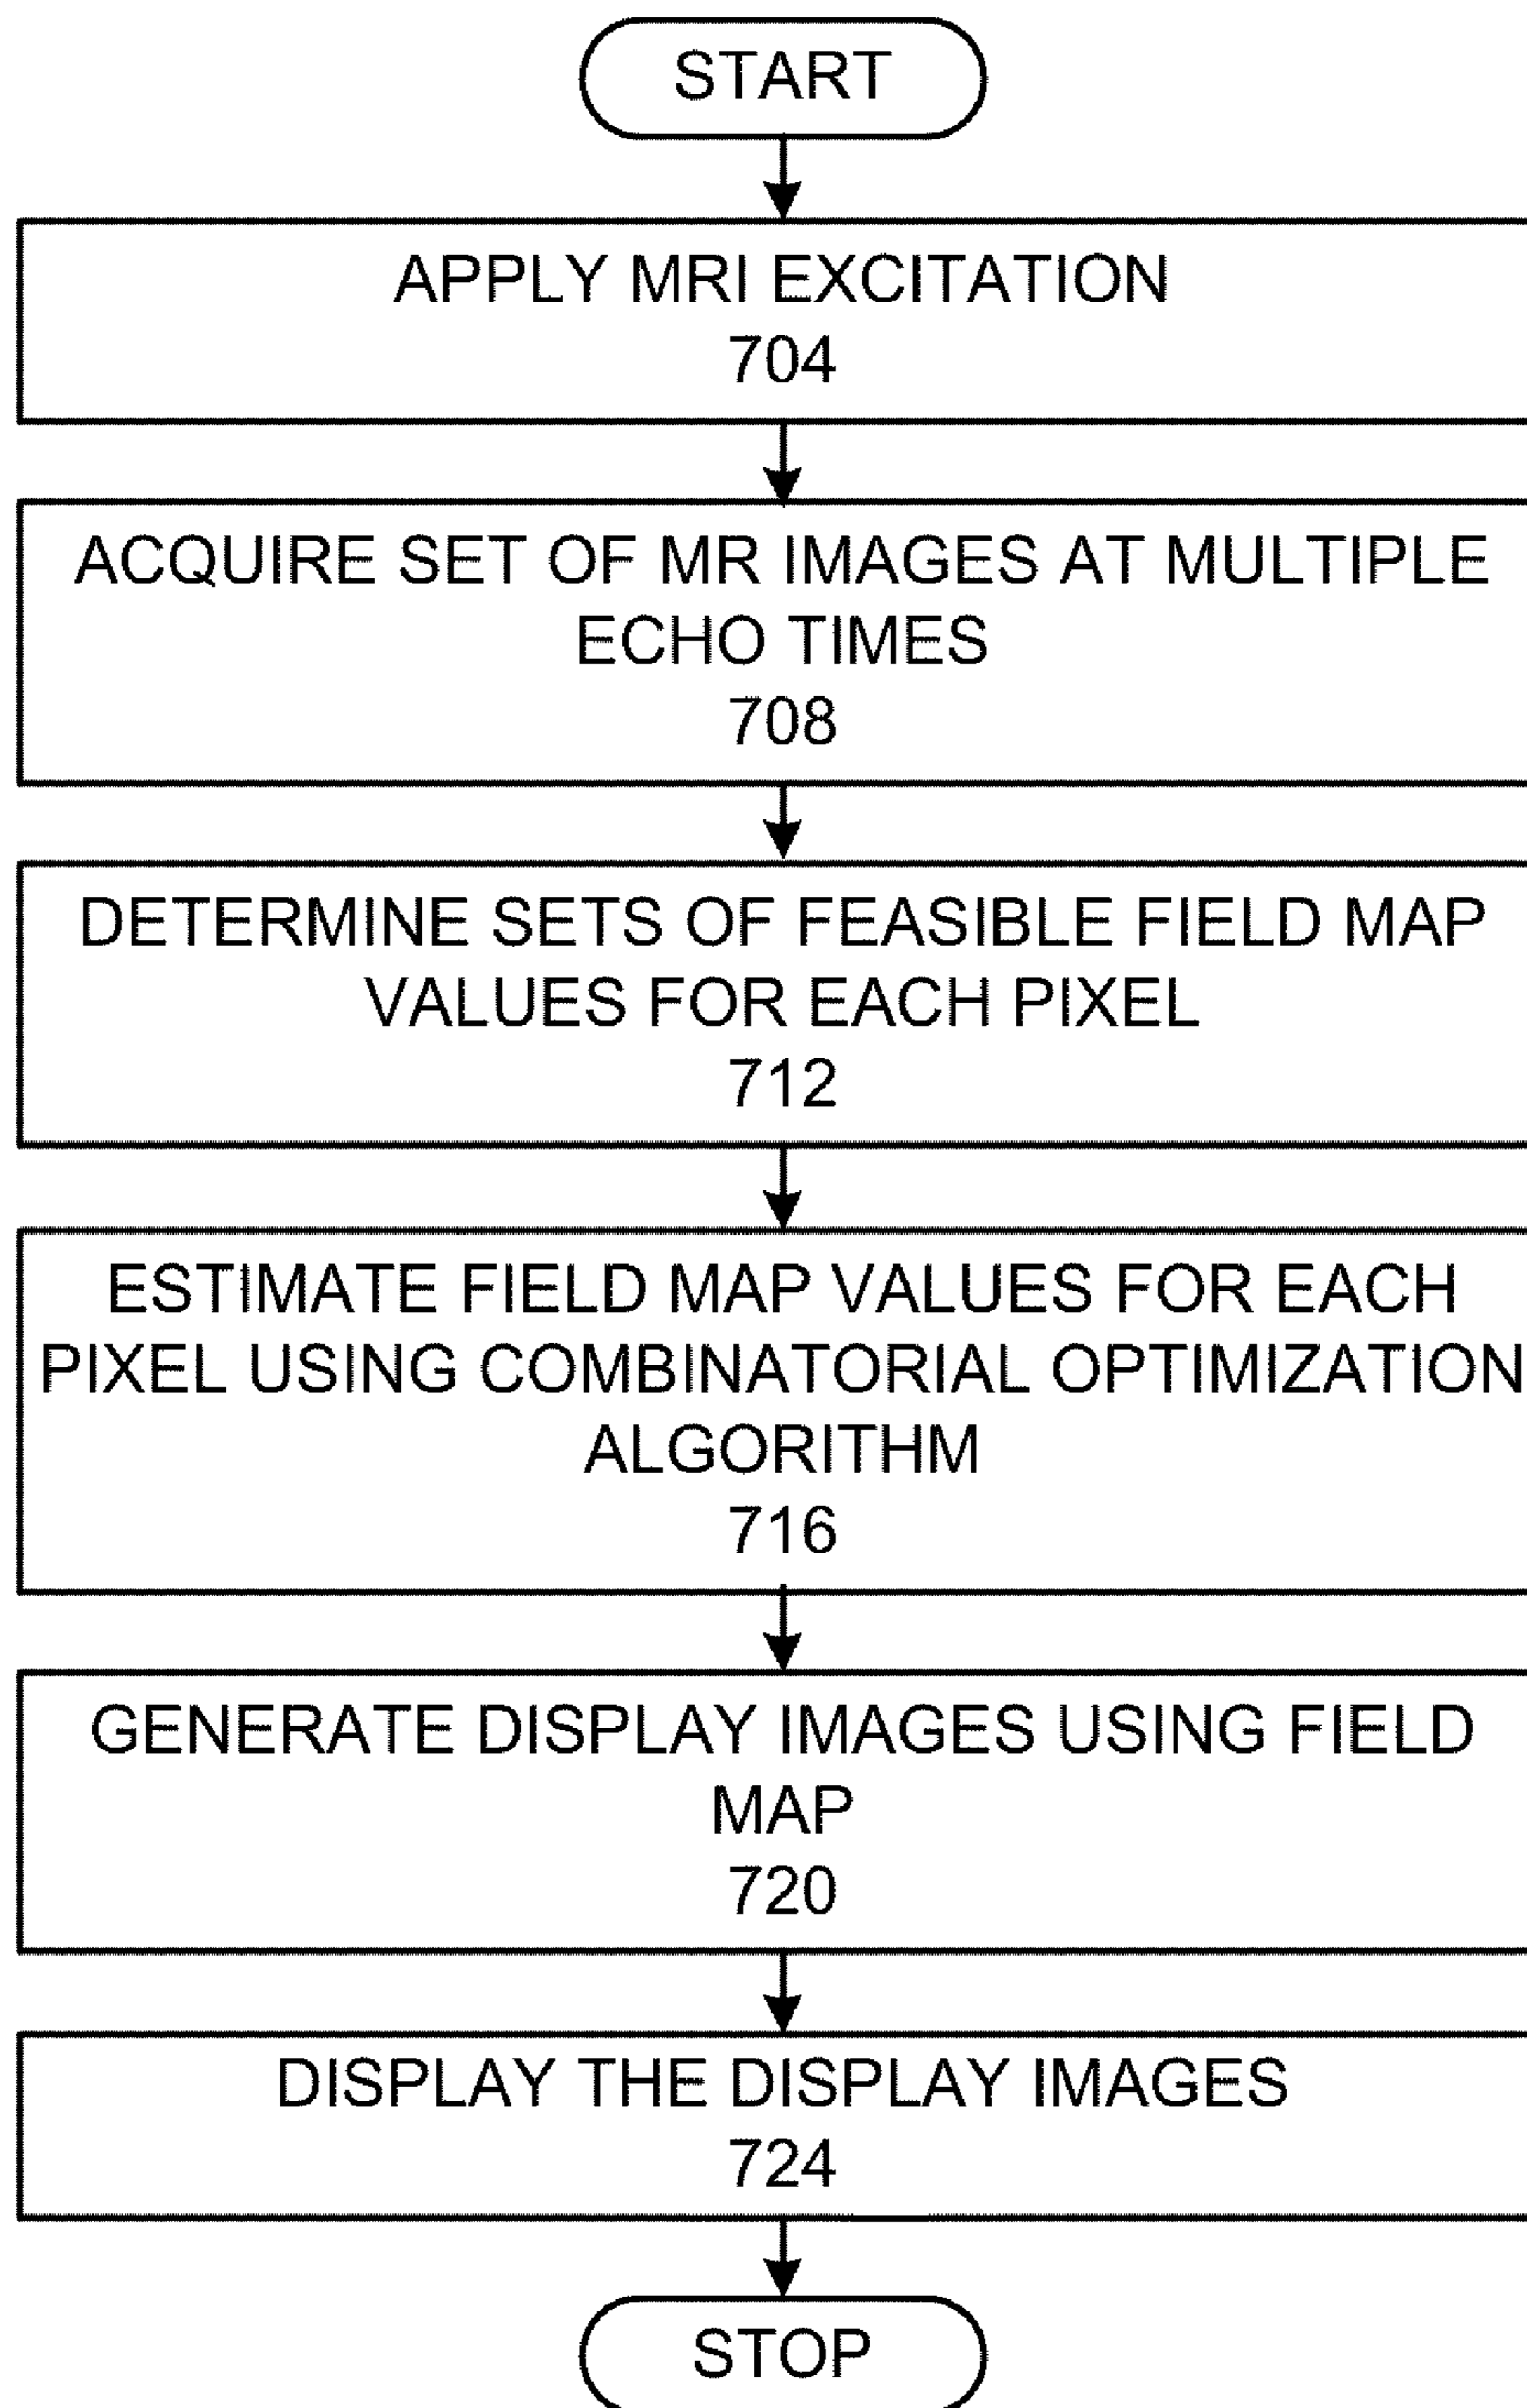 START
APPLY MRI EXCITATION
704
ACQUIRE SET OF MR IMAGES AT MULTIPLE
ECHO TIMES
708
DETERMINE SETS OF FEASIBLE FIELD MAP
VALUES FOR EACH PIXEL
712
ESTIMATE FIELD MAP VALUES FOR EACH
PIXEL USING COMBINATORIAL OPTIMIZATION
ALGORITHM
716
GENERATE DISPLAY IMAGES USING FIELD
MAP
720
DISPLAY THE DISPLAY IMAGES
724
STOP